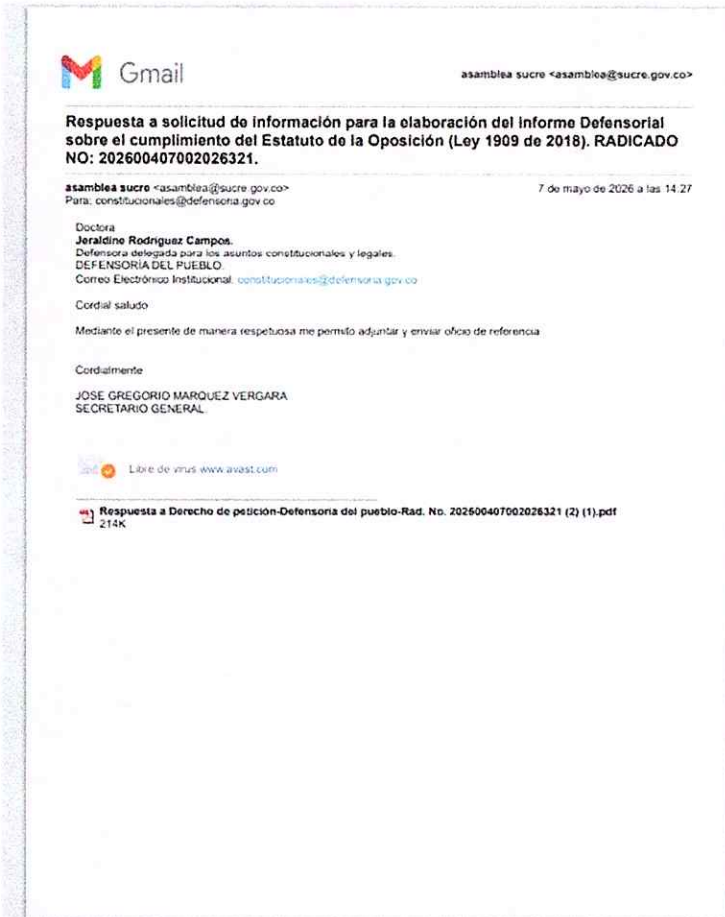 Gmail
asamblea sucre <asamblea@sucre.gov.co>
Respuesta a solicitud de información para la elaboración del informe Defensorial
sobre el cumplimiento del Estatuto de la Oposición (Ley 1909 de 2018). RADICADO
NO: 202600407002026321.
asamblea sucre <asamblea@sucre.gov.co>
7 de mayo de 2026 a las 14:27
Para: constitucionales@defensoria.gov.co
Doctora
Jeraldine Rodríguez Campos.
Defensora delegada para los asuntos constitucionales y legales.
DEFENSORÍA DEL PUEBLO.
Correo Electrónico Institucional: constitucionales@defensoria.gov.co
Cordial saludo
Mediante el presente de manera respetuosa me permito adjuntar y enviar oficio de referencia
Cordialmente
JOSE GREGORIO MARQUEZ VERGARA
SECRETARIO GENERAL
Libre de virus www.avast.com
Respuesta a Derecho de petición-Defensoria del pueblo-Rad. No. 202600407002026321 (2) (1).pdf
214K